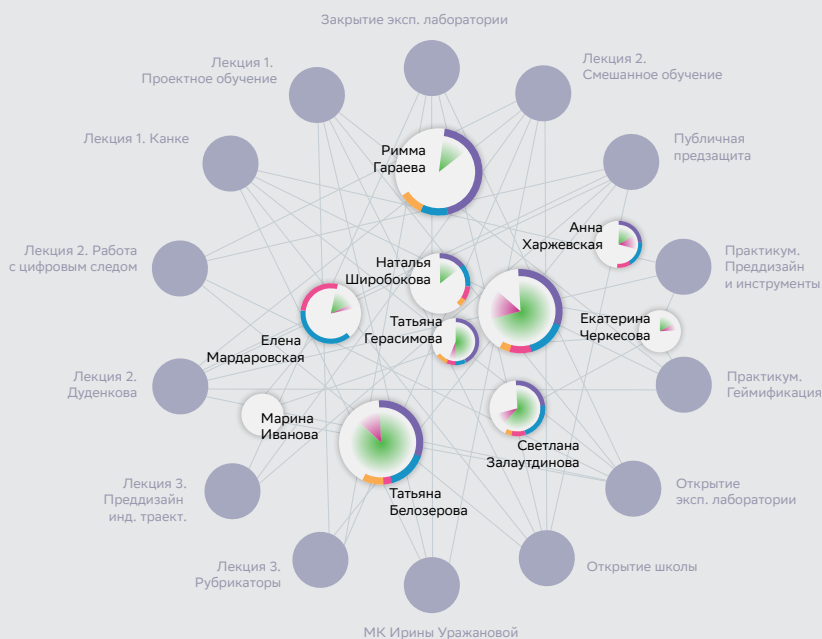 Закрытие эксп. лаборатории
Лекция 1.
Проектное обучение
Лекция 2.
Смешанное обучение
Лекция 1. Канке
Публичная
предзащита
Римма
Гараева
Анна
Харжевская
Лекция 2. Работа
с цифровым следом
Наталья
Широбокова
Практикум.
Преддизайн
и инструменты
Татьяна
Герасимова
Екатерина
Черкесова
Елена
Мардаровская
Лекция 2.
Дуденкова
Практикум.
Геймификация
Марина
Иванова
Светлана
Залаутдинова
Татьяна
Белозерова
Лекция 3.
Преддизайн
инд. траект.
Открытие
эксп. лаборатории
Лекция 3.
Рубрикаторы
Открытие школы
МК Ирины Уражановой